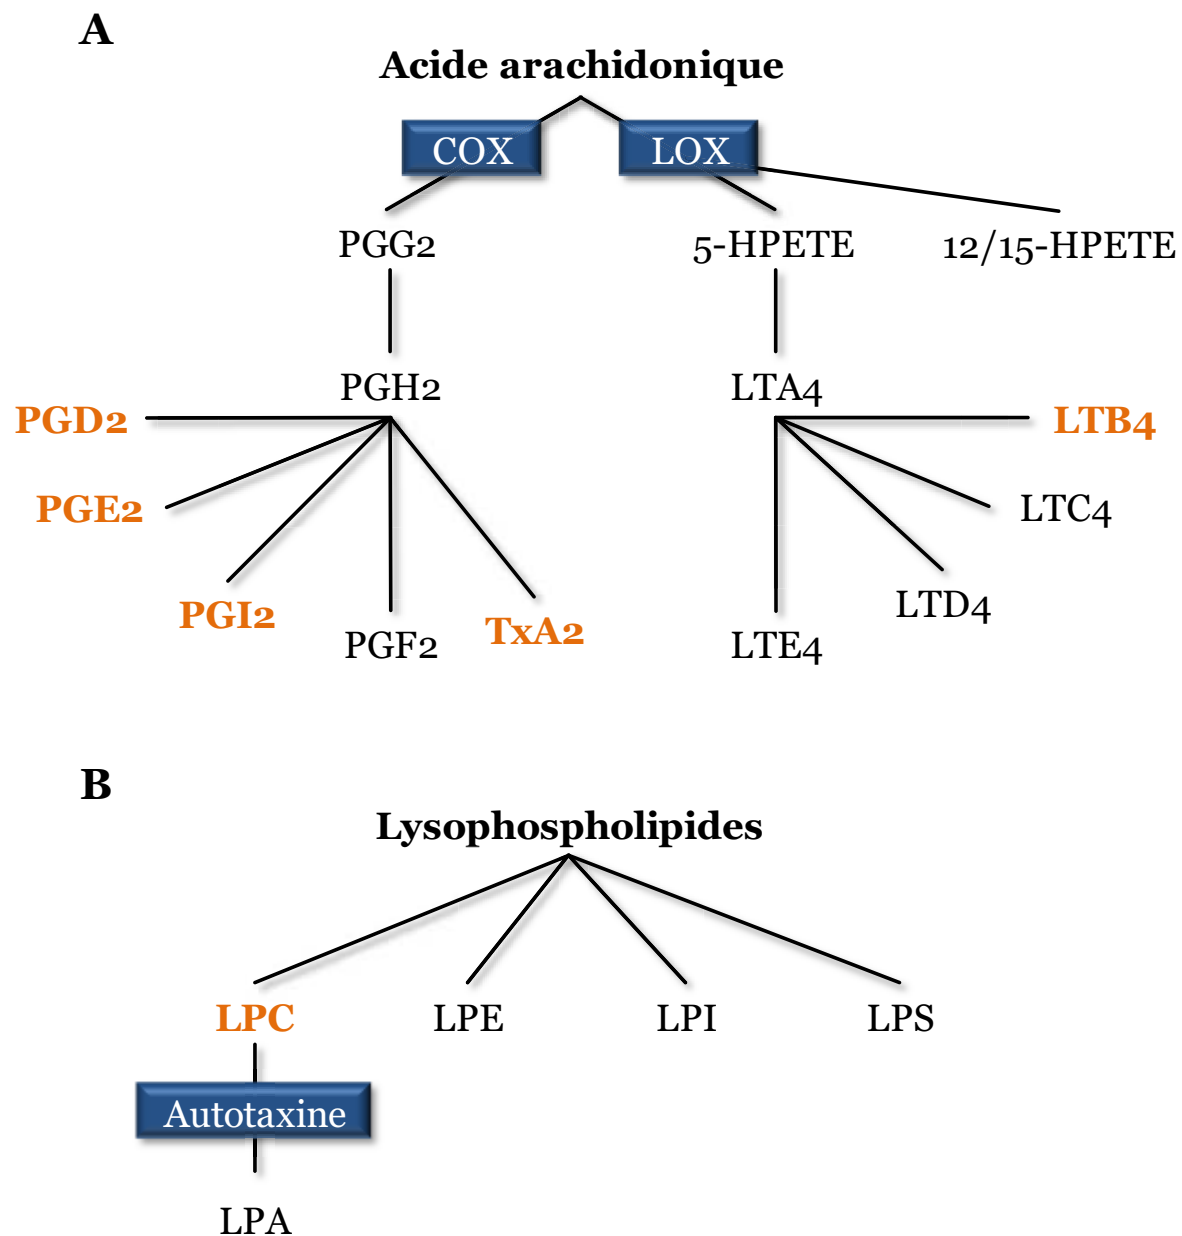 A
Acide arachidonique
COX
LOX
PGG2
5-HPETE
12/15-HPETE
PGH2
LTA4
PGD2
LTB4
PGE2
LTC4
PGI2
LTD4
PGF2
TxA2
LTE4
B
Lysophospholipides
LPC
LPE
LPI
LPS
Autotaxine
LPA